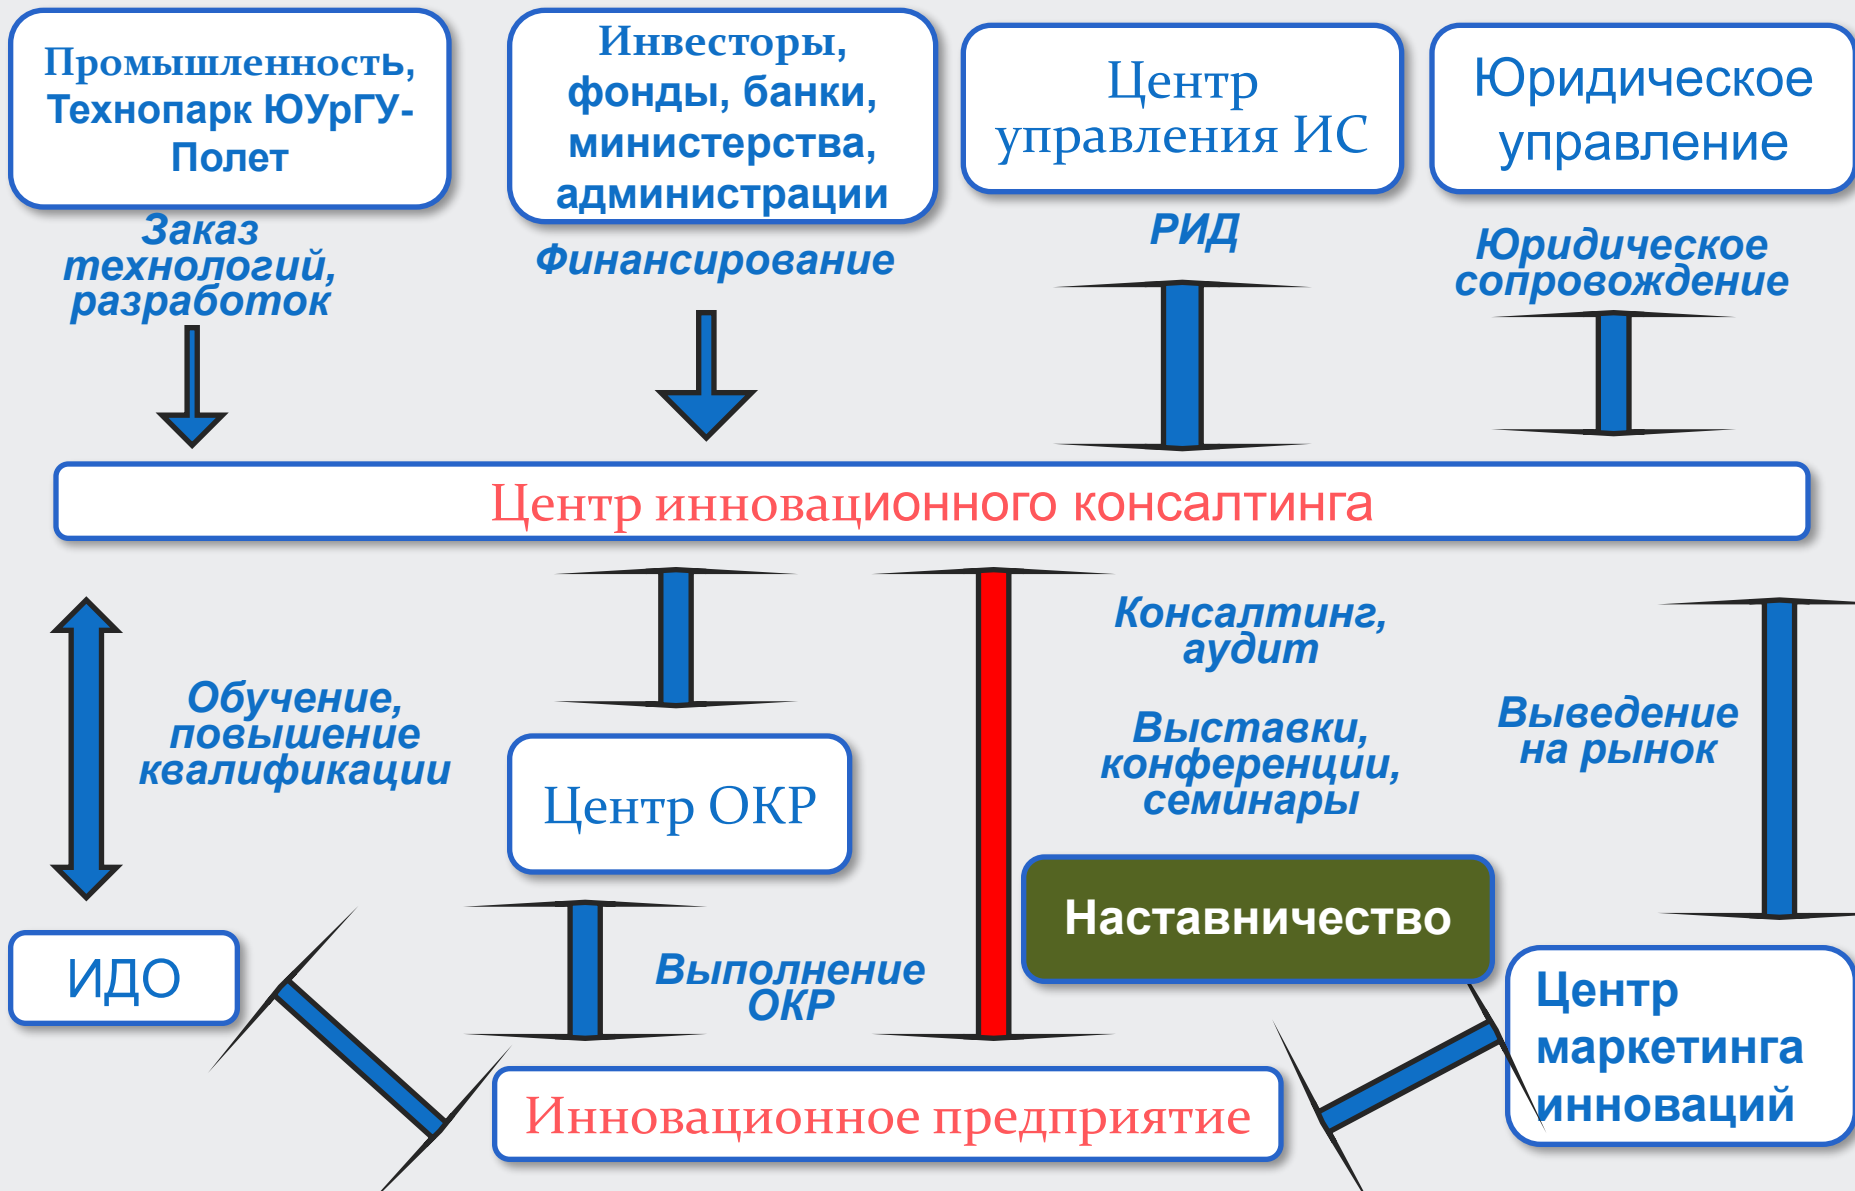 Промышленность,
Технопарк ЮУрГУ-
Полет
Инвесторы,
фонды, банки,
министерства,
администрации
Центр
управления ИС
Юридическое
управление
Заказ
технологий,
разработок
Финансирование
РИД
Юридическое
сопровождение
Центр инновационного консалтинга
Обучение,
повышение
квалификации
Центр ОКР
Консалтинг,
аудит
Выставки,
конференции,
семинары
Выведение
на рынок
Наставничество
ИДО
Выполнение
ОКР
Центр
маркетинга
инноваций
Инновационное предприятие